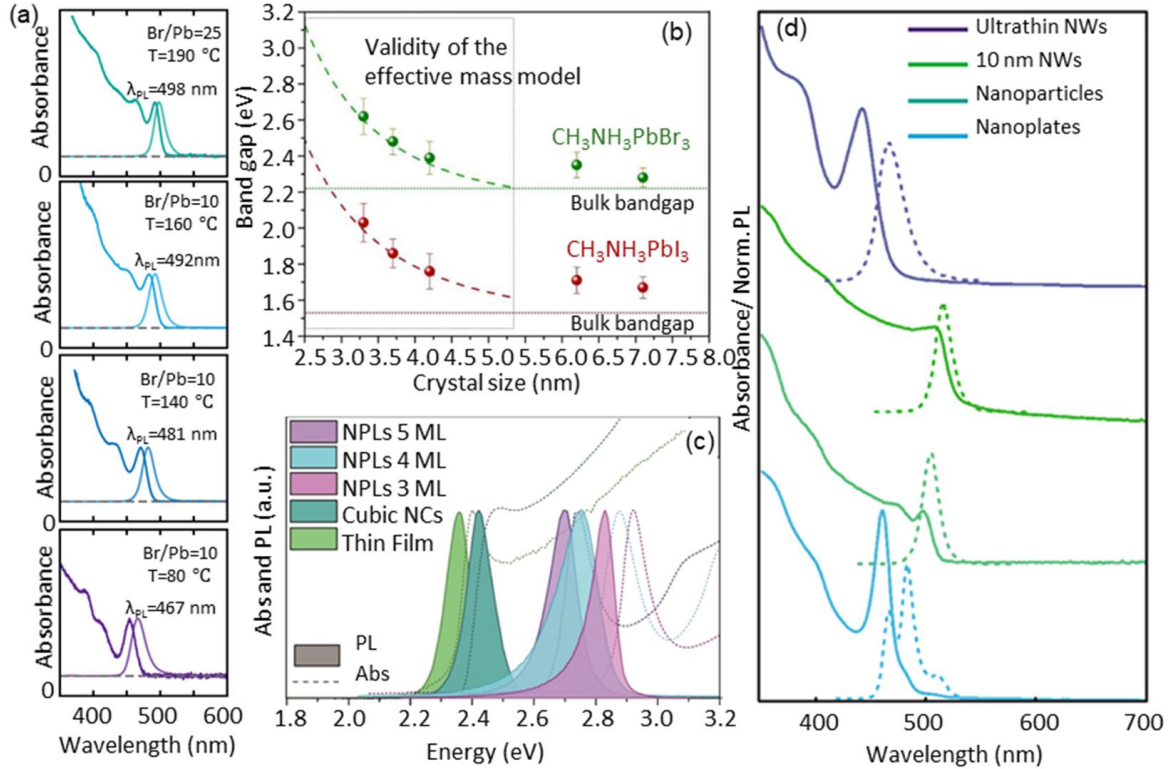 (a)
Absorbance
Br/Pb=25
T=190 °C
λPL=498 nm
0
Absorbance
Br/Pb=10
T=160 °C
λPL=492nm
0
Absorbance
Br/Pb=10
T=140 °C
λPL=481 nm
0
Absorbance
Br/Pb=10
T=80 °C
λPL=467 nm
0
400 500 600
Wavelength (nm)
(b)
Validity of the
effective mass model
CH3NH3PbBr3
Bulk bandgap
CH3NH3PbI3
Bulk bandgap
Band gap (eV)
3.2
3.0
2.8
2.6
2.4
2.2
2.0
1.8
1.6
1.4
2.5 3.0 3.5 4.0 4.5 5.0 5.5 6.0 6.5 7.0 7.5 8.0
Crystal size (nm)
(c)
NPLs 5 ML
NPLs 4 ML
NPLs 3 ML
Cubic NCs
Thin Film
PL
Abs
Abs and PL (a.u.)
1.8 2.0 2.2 2.4 2.6 2.8 3.0 3.2
Energy (eV)
(d)
Ultrathin NWs
10 nm NWs
Nanoparticles
Nanoplates
Absorbance/ Norm. PL
400 500 600 700
Wavelength (nm)